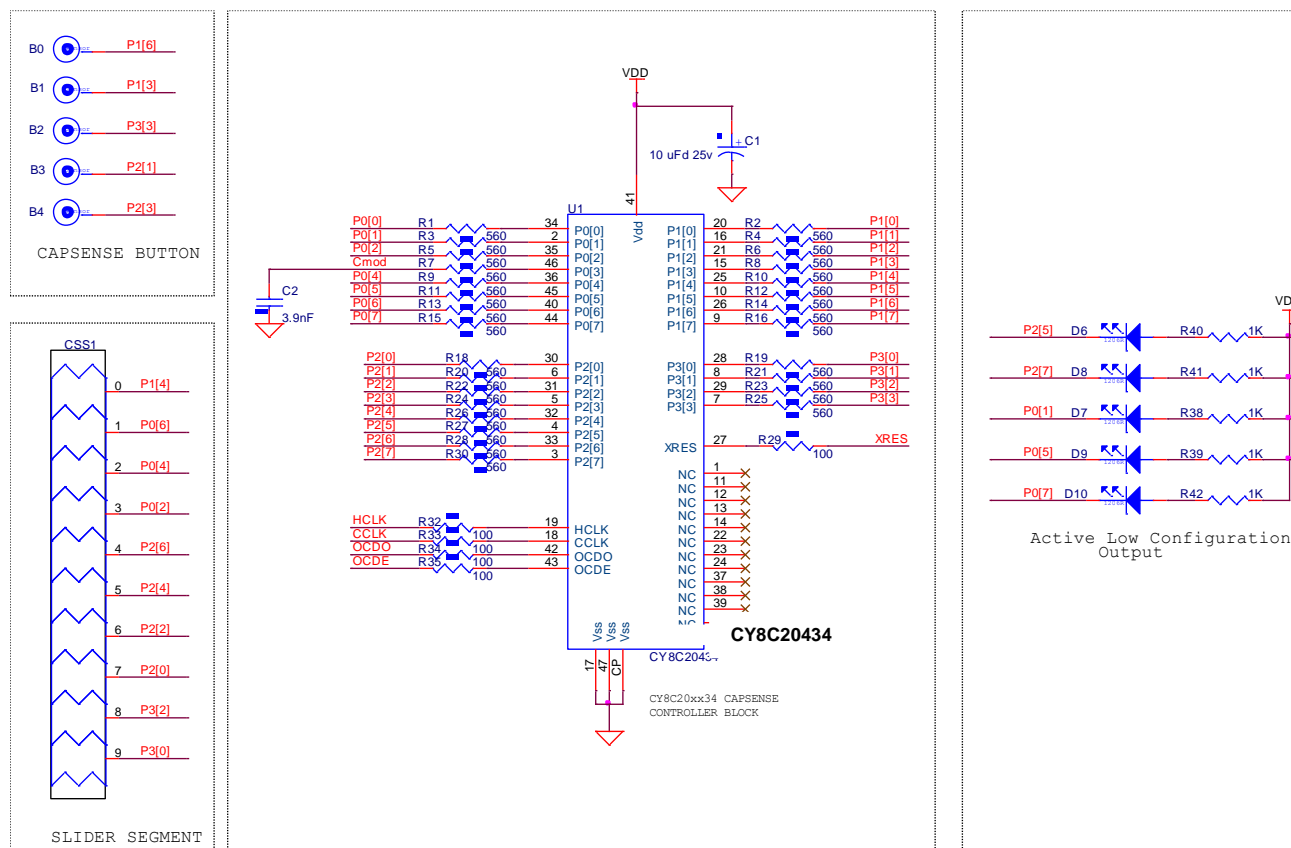 B0 P1[6]
B1 P1[3]
B2 P3[3]
B3 P2[1]
B4 P2[3]
CAPSENSE BUTTON
CSS1
0 P1[4]
1 P0[6]
2 P0[4]
3 P0[2]
4 P2[6]
5 P2[4]
6 P2[2]
7 P2[0]
8 P3[2]
9 P3[0]
SLIDER SEGMENT
VDD
+ C1
10 uFd 25v
41
U1
Vdd
P0[0] R1 34 P0[0]
P0[1] R3 560 2 P0[1]
P0[2] R5 560 35 P0[2]
Cmod R7 560 46 P0[3]
P0[4] R9 560 36 P0[4]
P0[5] R11 560 45 P0[5]
P0[6] R13 560 40 P0[6]
P0[7] R15 560 44 P0[7]
560
C2
3.9nF
P2[0] R18 30 P2[0]
P2[1] R20 560 6 P2[1]
P2[2] R22 560 31 P2[2]
P2[3] R24 560 5 P2[3]
P2[4] R26 560 32 P2[4]
P2[5] R27 560 4 P2[5]
P2[6] R28 560 33 P2[6]
P2[7] R30 560 3 P2[7]
560
HCLK R32 19 HCLK
CCLK R33 100 18 CCLK
OCDO R34 100 42 OCDO
OCDE R35 100 43 OCDE
100
P1[0] 20 R2 P1[0]
P1[1] 16 R4 560 P1[1]
P1[2] 21 R6 560 P1[2]
P1[3] 15 R8 560 P1[3]
P1[4] 25 R10 560 P1[4]
P1[5] 10 R12 560 P1[5]
P1[6] 26 R14 560 P1[6]
P1[7] 9 R16 560 P1[7]
560
P3[0] 28 R19 P3[0]
P3[1] 8 R21 560 P3[1]
P3[2] 29 R23 560 P3[2]
P3[3] 7 R25 560 P3[3]
560
XRES 27 R29 XRES
100
NC 1
NC 11
NC 12
NC 13
NC 14
NC 22
NC 23
NC 24
NC 37
NC 38
NC 39
Vss Vss Vss
17 47 CP
CY8C20434
CY8C20xx34 CAPSENSE
CONTROLLER BLOCK
VD
P2[5] D6 1206R R40 1K
P2[7] D8 1206R R41 1K
P0[1] D7 1206R R38 1K
P0[5] D9 1206R R39 1K
P0[7] D10 1206R R42 1K
Active Low Configuration
Output